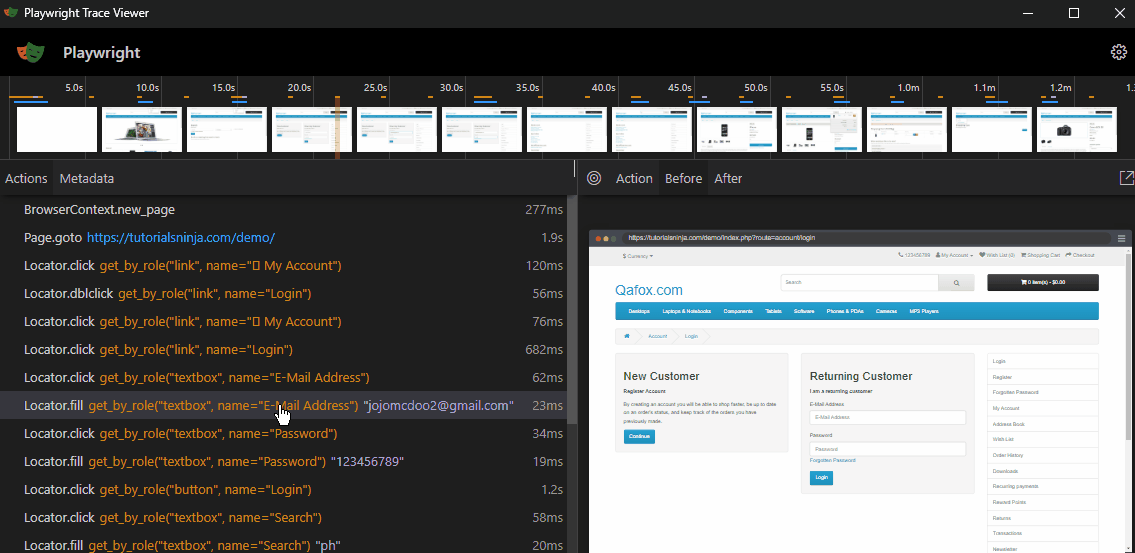 Playwright Trace Viewer
Playwright
5.0s 10.0s 15.0s 20.0s 25.0s 30.0s 35.0s 40.0s 45.0s 50.0s 55.0s 1.0m 1.1m 1.2m 1.3
Actions Metadata
BrowserContext.new_page 277ms
Page.goto https://tutorialsninja.com/demo/ 1.9s
Locator.click get_by_role("link", name="▯ My Account") 120ms
Locator.dblclick get_by_role("link", name="Login") 56ms
Locator.click get_by_role("link", name="▯ My Account") 76ms
Locator.click get_by_role("link", name="Login") 682ms
Locator.click get_by_role("textbox", name="E-Mail Address") 62ms
Locator.fill get_by_role("textbox", name="E-Mail Address") "jojomcdoo2@gmail.com" 23ms
Locator.click get_by_role("textbox", name="Password") 34ms
Locator.fill get_by_role("textbox", name="Password") "123456789" 19ms
Locator.click get_by_role("button", name="Login") 1.2s
Locator.click get_by_role("textbox", name="Search") 58ms
Locator.fill get_by_role("textbox", name="Search") "ph" 20ms
Action Before After
https://tutorialsninja.com/demo/index.php?route=account/login
$ Currency 123456789 My Account Wish List (0) Shopping Cart Checkout
Qafox.com
Search
0 item(s) - $0.00
Desktops Laptops & Notebooks Components Tablets Software Phones & PDAs Cameras MP3 Players
Account Login
New Customer
Register Account
By creating an account you will be able to shop faster, be up to date
on an order's status, and keep track of the orders you have
previously made.
Continue
Returning Customer
I am a returning customer
E-Mail Address
E-Mail Address
Password
Password
Forgotten Password
Login
Login
Register
Forgotten Password
My Account
Address Book
Wish List
Order History
Downloads
Recurring payments
Reward Points
Returns
Transactions
Newsletter